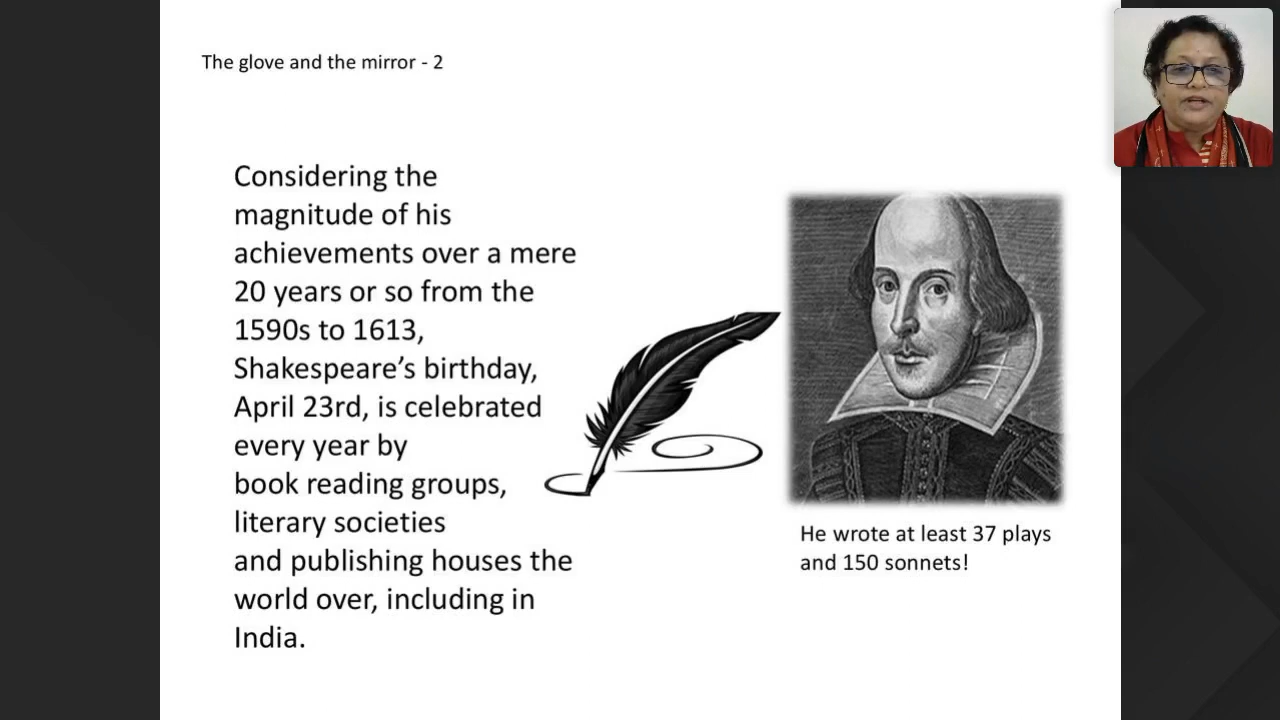 The glove and the mirror - 2
Considering the
magnitude of his
achievements over a mere
20 years or so from the
1590s to 1613,
Shakespeare’s birthday,
April 23rd, is celebrated
every year by
book reading groups,
literary societies
and publishing houses the
world over, including in
India.
He wrote at least 37 plays
and 150 sonnets!